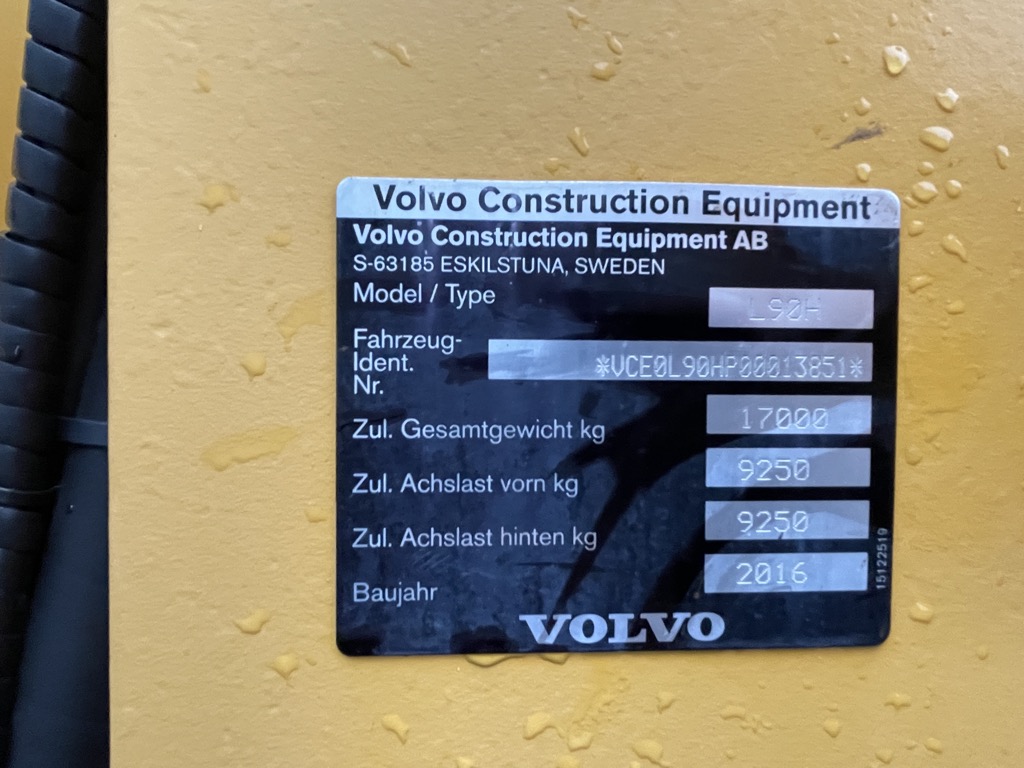 Volvo Construction Equipment
Volvo Construction Equipment AB
S-63185 ESKILSTUNA, SWEDEN
Model / Type L90H
Fahrzeug-
Ident. *VCE0L90HP00013851*
Nr.
Zul. Gesamtgewicht kg 17000
Zul. Achslast vorn kg 9250
Zul. Achslast hinten kg 9250
Baujahr 2016
15122519
VOLVO